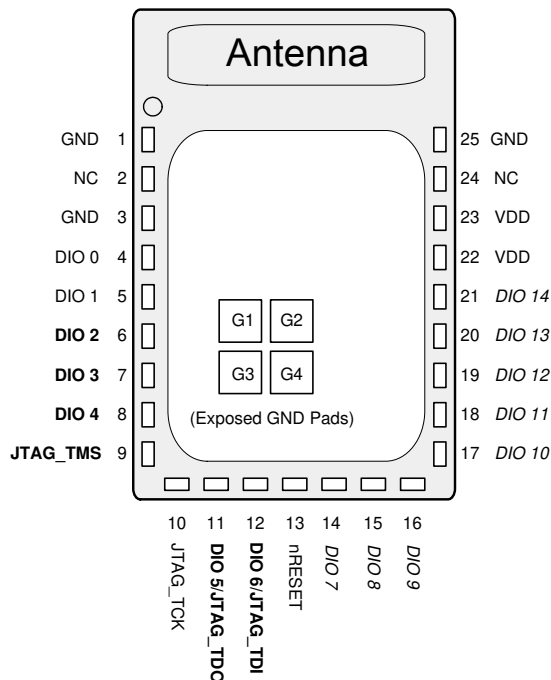 Antenna
GND 1
NC 2
GND 3
DIO 0 4
DIO 1 5
DIO 2 6
DIO 3 7
DIO 4 8
JTAG_TMS 9
25 GND
24 NC
23 VDD
22 VDD
21 DIO 14
20 DIO 13
19 DIO 12
18 DIO 11
17 DIO 10
G1 G2
G3 G4
(Exposed GND Pads)
10 11 12 13 14 15 16
JTAG_TCK
DIO 5/JTAG_TDO
DIO 6/JTAG_TDI
nRESET
DIO 7
DIO 8
DIO 9